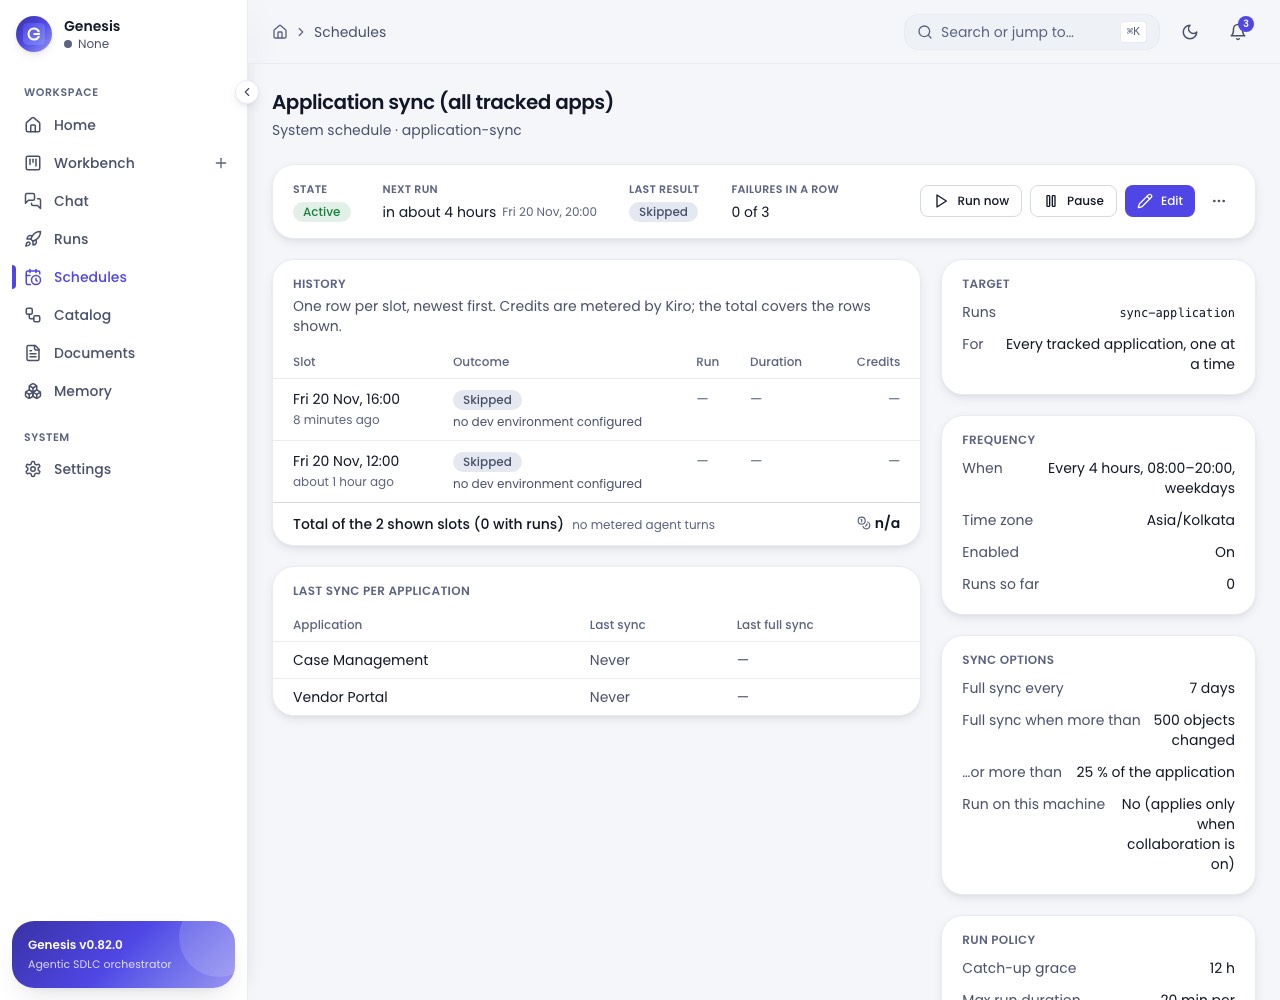 Genesis
None
WORKSPACE
Home
Workbench
Chat
Runs
Schedules
Catalog
Documents
Memory
SYSTEM
Settings
Genesis v0.82.0
Agentic SDLC orchestrator
Schedules
Search or jump to…
⌘K
3
Application sync (all tracked apps)
System schedule · application-sync
STATE
Active
NEXT RUN
in about 4 hours Fri 20 Nov, 20:00
LAST RESULT
Skipped
FAILURES IN A ROW
0 of 3
Run now
Pause
Edit
HISTORY
One row per slot, newest first. Credits are metered by Kiro; the total covers the rows
shown.
Slot Outcome Run Duration Credits
Fri 20 Nov, 16:00 Skipped — — —
8 minutes ago no dev environment configured
Fri 20 Nov, 12:00 Skipped — — —
about 1 hour ago no dev environment configured
Total of the 2 shown slots (0 with runs) no metered agent turns n/a
LAST SYNC PER APPLICATION
Application Last sync Last full sync
Case Management Never —
Vendor Portal Never —
TARGET
Runs sync-application
For Every tracked application, one at
a time
FREQUENCY
When Every 4 hours, 08:00–20:00,
weekdays
Time zone Asia/Kolkata
Enabled On
Runs so far 0
SYNC OPTIONS
Full sync every 7 days
Full sync when more than 500 objects
changed
…or more than 25 % of the application
Run on this machine No (applies only
when
collaboration is
on)
RUN POLICY
Catch-up grace 12 h
Max run duration 20 min per